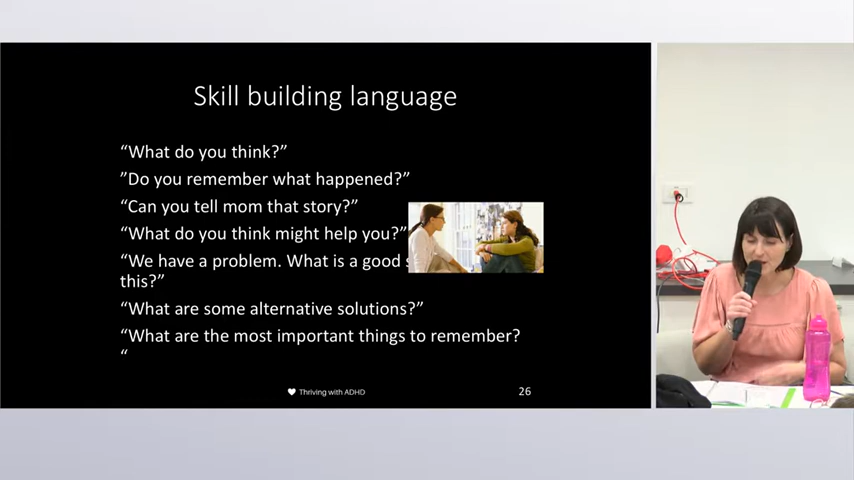 Skill building language
“What do you think?”
”Do you remember what happened?”
“Can you tell mom that story?”
“What do you think might help you?”
“We have a problem. What is a good
this?”
“What are some alternative solutions?”
“What are the most important things to remember?
“
Thriving with ADHD
26